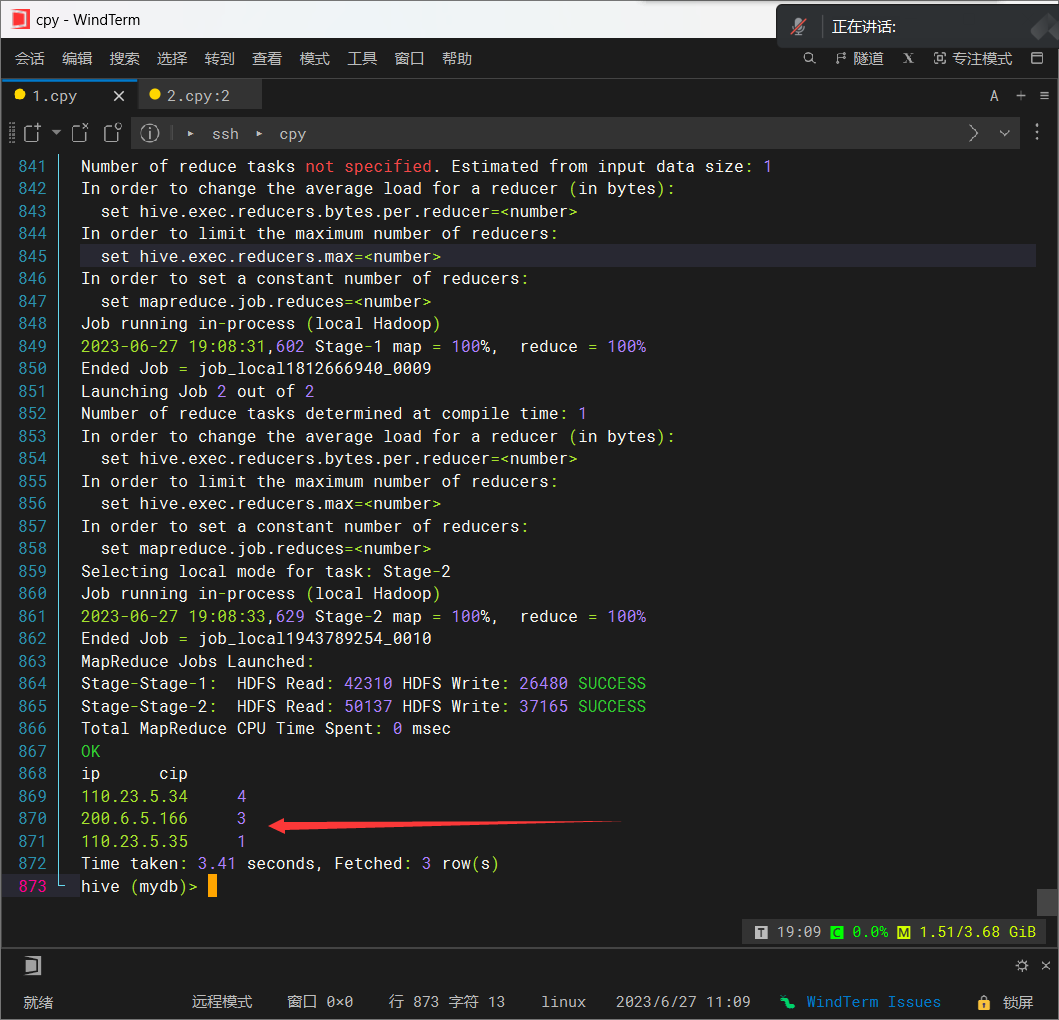 cpy - WindTerm
正在讲话:
会话 编辑 搜索 选择 转到 查看 模式 工具 窗口 帮助 隧道 X 专注模式
1.cpy 2.cpy:2 A
ssh cpy
841 Number of reduce tasks not specified. Estimated from input data size: 1
842 In order to change the average load for a reducer (in bytes):
843   set hive.exec.reducers.bytes.per.reducer=<number>
844 In order to limit the maximum number of reducers:
845   set hive.exec.reducers.max=<number>
846 In order to set a constant number of reducers:
847   set mapreduce.job.reduces=<number>
848 Job running in-process (local Hadoop)
849 2023-06-27 19:08:31,602 Stage-1 map = 100%,  reduce = 100%
850 Ended Job = job_local1812666940_0009
851 Launching Job 2 out of 2
852 Number of reduce tasks determined at compile time: 1
853 In order to change the average load for a reducer (in bytes):
854   set hive.exec.reducers.bytes.per.reducer=<number>
855 In order to limit the maximum number of reducers:
856   set hive.exec.reducers.max=<number>
857 In order to set a constant number of reducers:
858   set mapreduce.job.reduces=<number>
859 Selecting local mode for task: Stage-2
860 Job running in-process (local Hadoop)
861 2023-06-27 19:08:33,629 Stage-2 map = 100%,  reduce = 100%
862 Ended Job = job_local1943789254_0010
863 MapReduce Jobs Launched:
864 Stage-Stage-1:  HDFS Read: 42310 HDFS Write: 26480 SUCCESS
865 Stage-Stage-2:  HDFS Read: 50137 HDFS Write: 37165 SUCCESS
866 Total MapReduce CPU Time Spent: 0 msec
867 OK
868 ip      cip
869 110.23.5.34     4
870 200.6.5.166     3
871 110.23.5.35     1
872 Time taken: 3.41 seconds, Fetched: 3 row(s)
873 hive (mydb)>
T 19:09 C 0.0% M 1.51/3.68 GiB
就绪 远程模式 窗口 0×0 行 873 字符 13 linux 2023/6/27 11:09 WindTerm Issues 锁屏